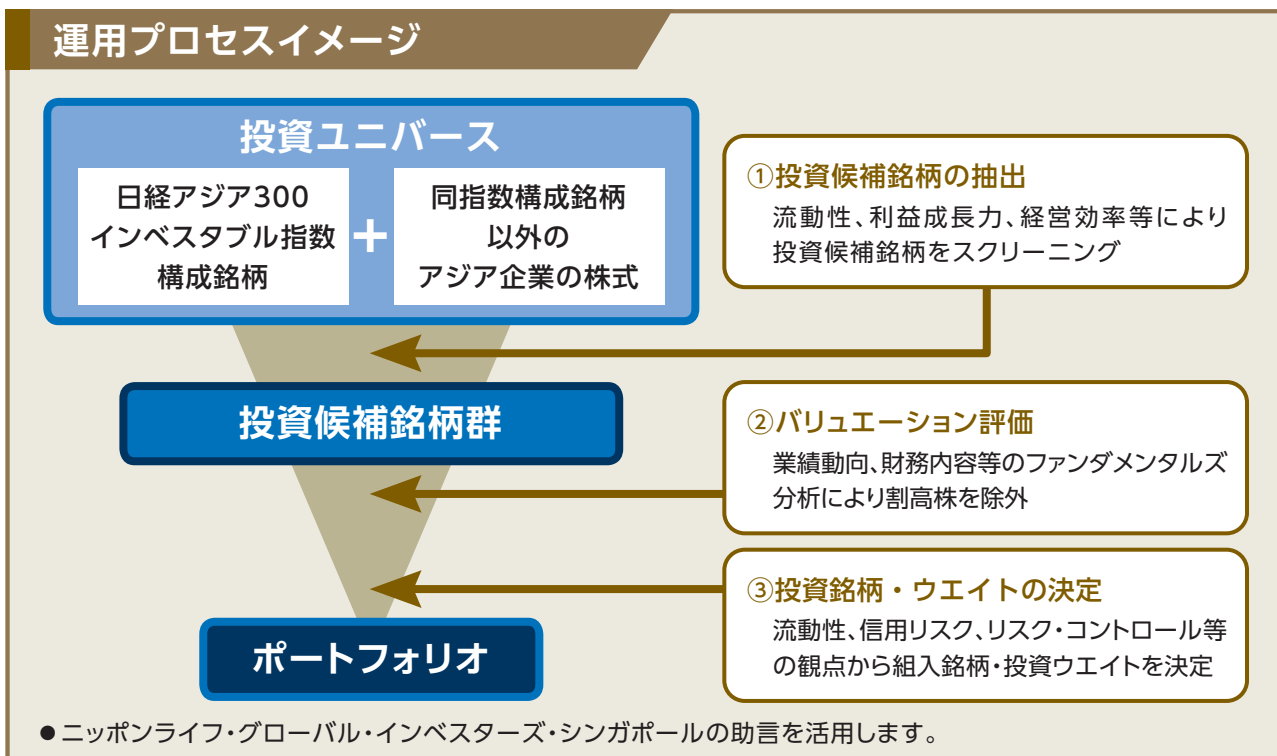 運用プロセスイメージ
投資ユニバース
日経アジア300
インベスタブル指数
構成銘柄
+
同指数構成銘柄
以外の
アジア企業の株式
①投資候補銘柄の抽出
流動性、利益成長力、経営効率等により
投資候補銘柄をスクリーニング
投資候補銘柄群
②バリュエーション評価
業績動向、財務内容等のファンダメンタルズ
分析により割高株を除外
③投資銘柄・ウエイトの決定
流動性、信用リスク、リスク・コントロール等
の観点から組入銘柄・投資ウエイトを決定
ポートフォリオ
●ニッポンライフ・グローバル・インベスターズ・シンガポールの助言を活用します。